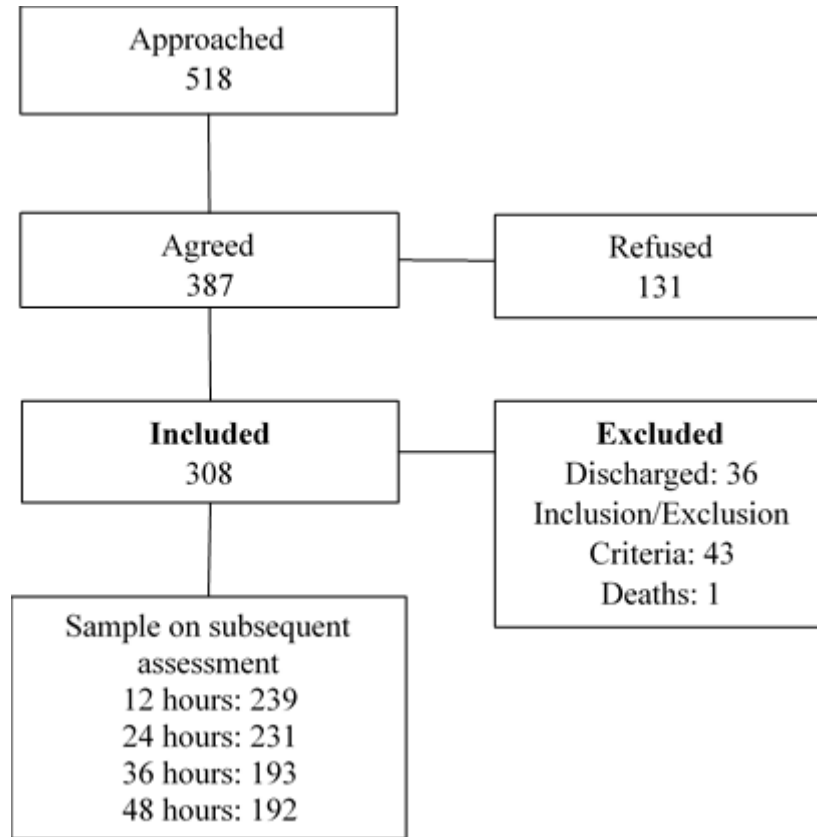 Approached
518
Agreed
387
Refused
131
Included
308
Excluded
Discharged: 36
Inclusion/Exclusion
Criteria: 43
Deaths: 1
Sample on subsequent
assessment
12 hours: 239
24 hours: 231
36 hours: 193
48 hours: 192